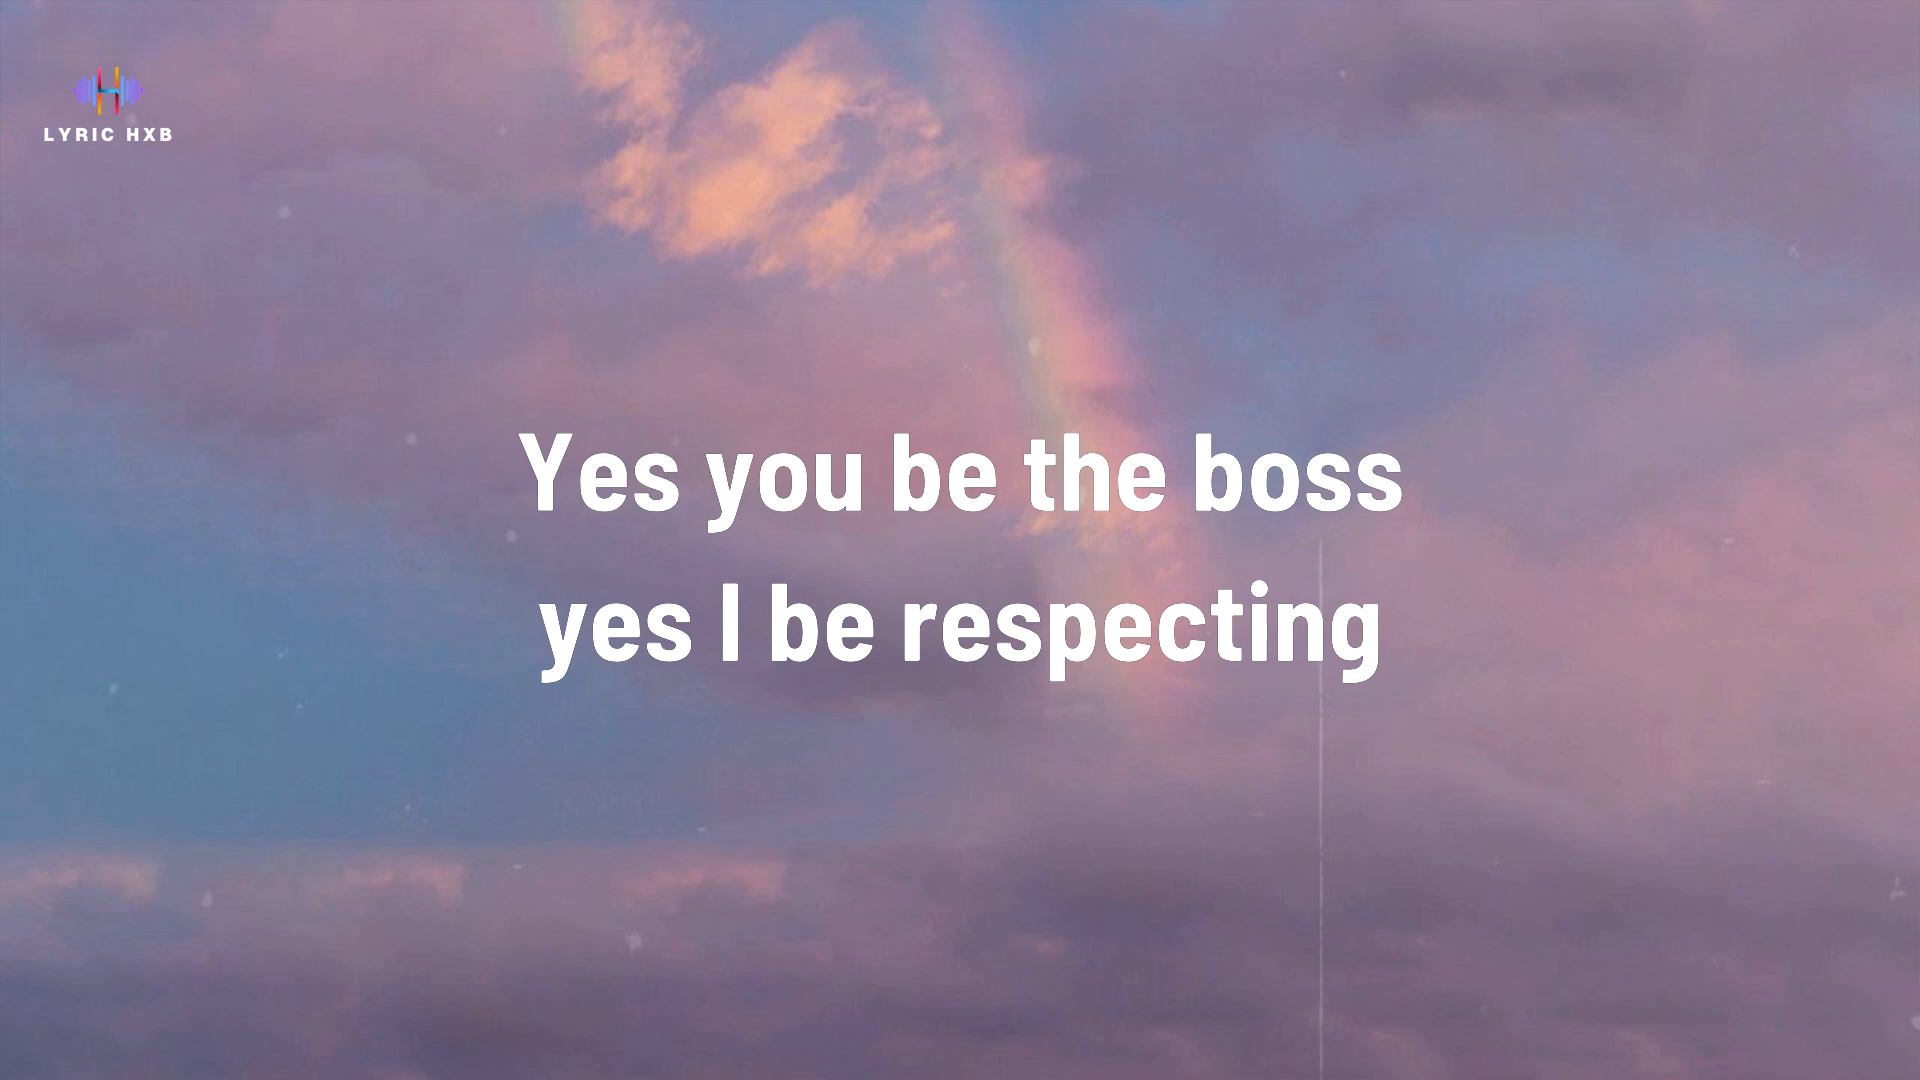 LYRIC HXB
Yes you be the boss
yes I be respecting